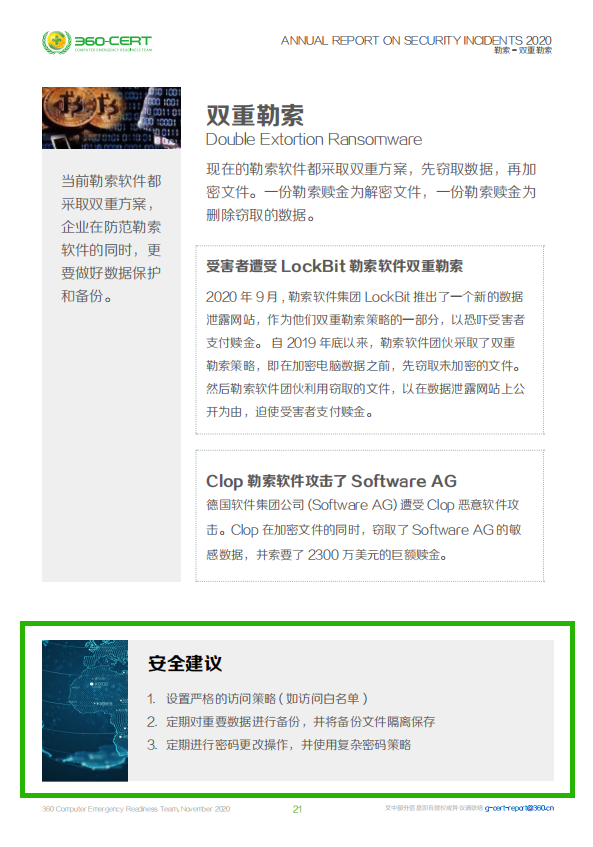 360-CERT
COMPUTER EMERGENCY READINESS TEAM
ANNUAL REPORT ON SECURITY INCIDENTS 2020
勒索 - 双重勒索
双重勒索
Double Extortion Ransomware
现在的勒索软件都采取双重方案，先窃取数据，再加
密文件。一份勒索赎金为解密文件，一份勒索赎金为
删除窃取的数据。
当前勒索软件都
采取双重方案，
企业在防范勒索
软件的同时，更
要做好数据保护
和备份。
受害者遭受 LockBit 勒索软件双重勒索
2020 年 9 月 , 勒索软件集团 LockBit 推出了一个新的数据
泄露网站，作为他们双重勒索策略的一部分，以恐吓受害者
支付赎金。 自 2019 年底以来，勒索软件团伙采取了双重
勒索策略，即在加密电脑数据之前，先窃取未加密的文件。
然后勒索软件团伙利用窃取的文件，以在数据泄露网站上公
开为由，迫使受害者支付赎金。
Clop 勒索软件攻击了 Software AG
德国软件集团公司 (Software AG) 遭受 Clop 恶意软件攻
击。Clop 在加密文件的同时，窃取了 Software AG 的敏
感数据，并索要了 2300 万美元的巨额赎金。
安全建议
1. 设置严格的访问策略 ( 如访问白名单 )
2. 定期对重要数据进行备份，并将备份文件隔离保存
3. 定期进行密码更改操作，并使用复杂密码策略
360 Computer Emergency Readiness Team, November 2020
21
g-cert-report@360.cn